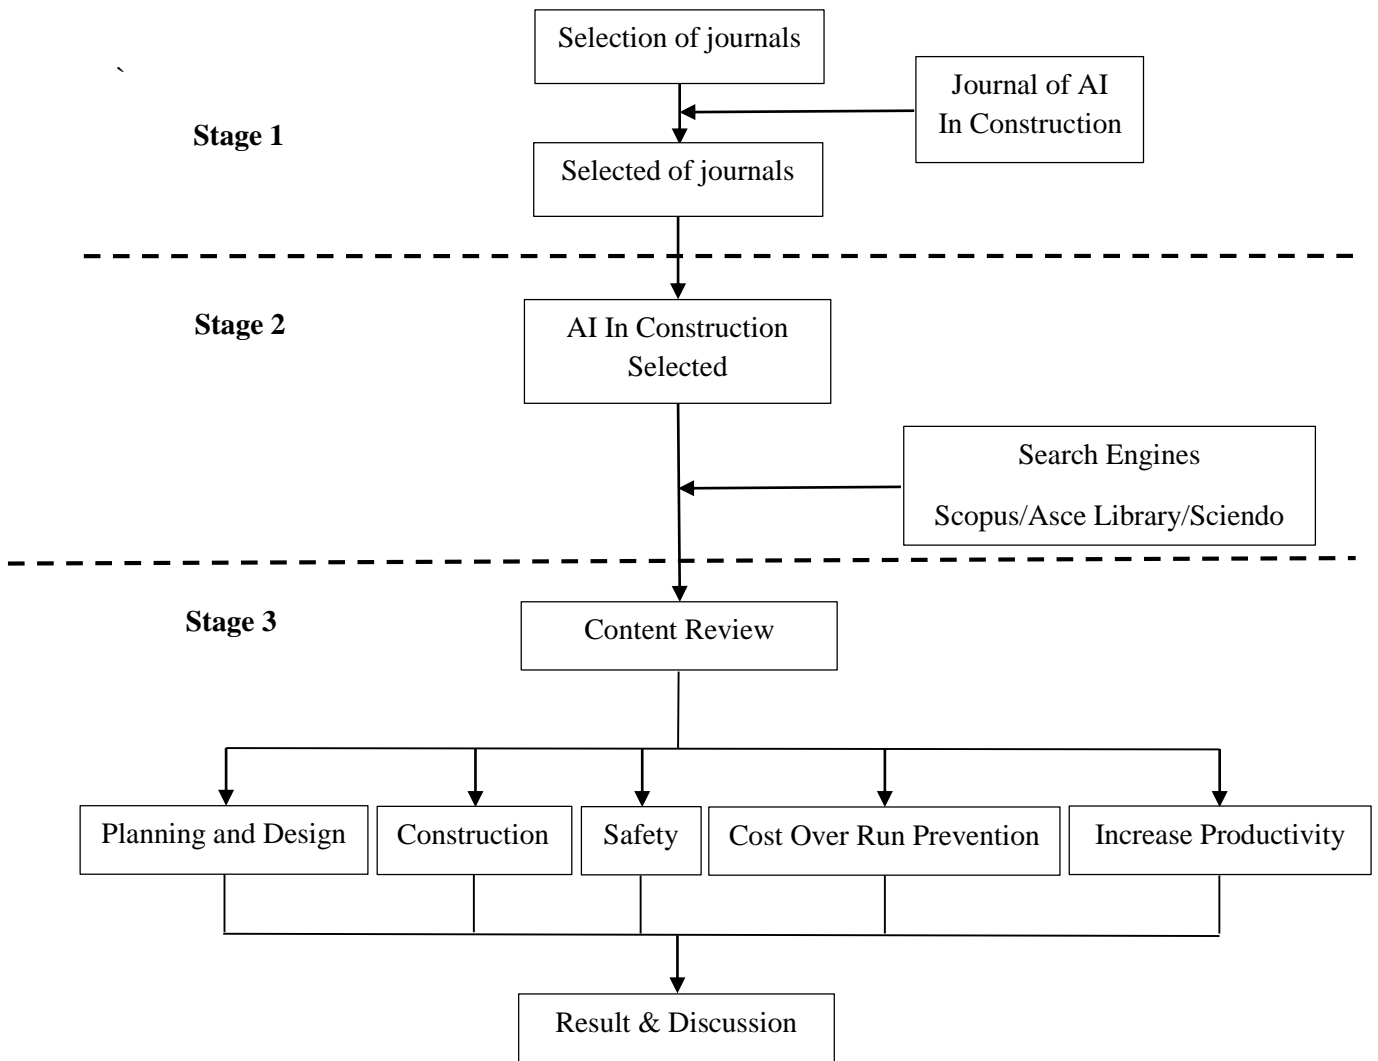 Selection of journals
`
Journal of AI
In Construction
Stage 1
Selected of journals
Stage 2
AI In Construction
Selected
Search Engines
Scopus/Asce Library/Sciendo
Stage 3
Content Review
Planning and Design
Construction
Safety
Cost Over Run Prevention
Increase Productivity
Result & Discussion